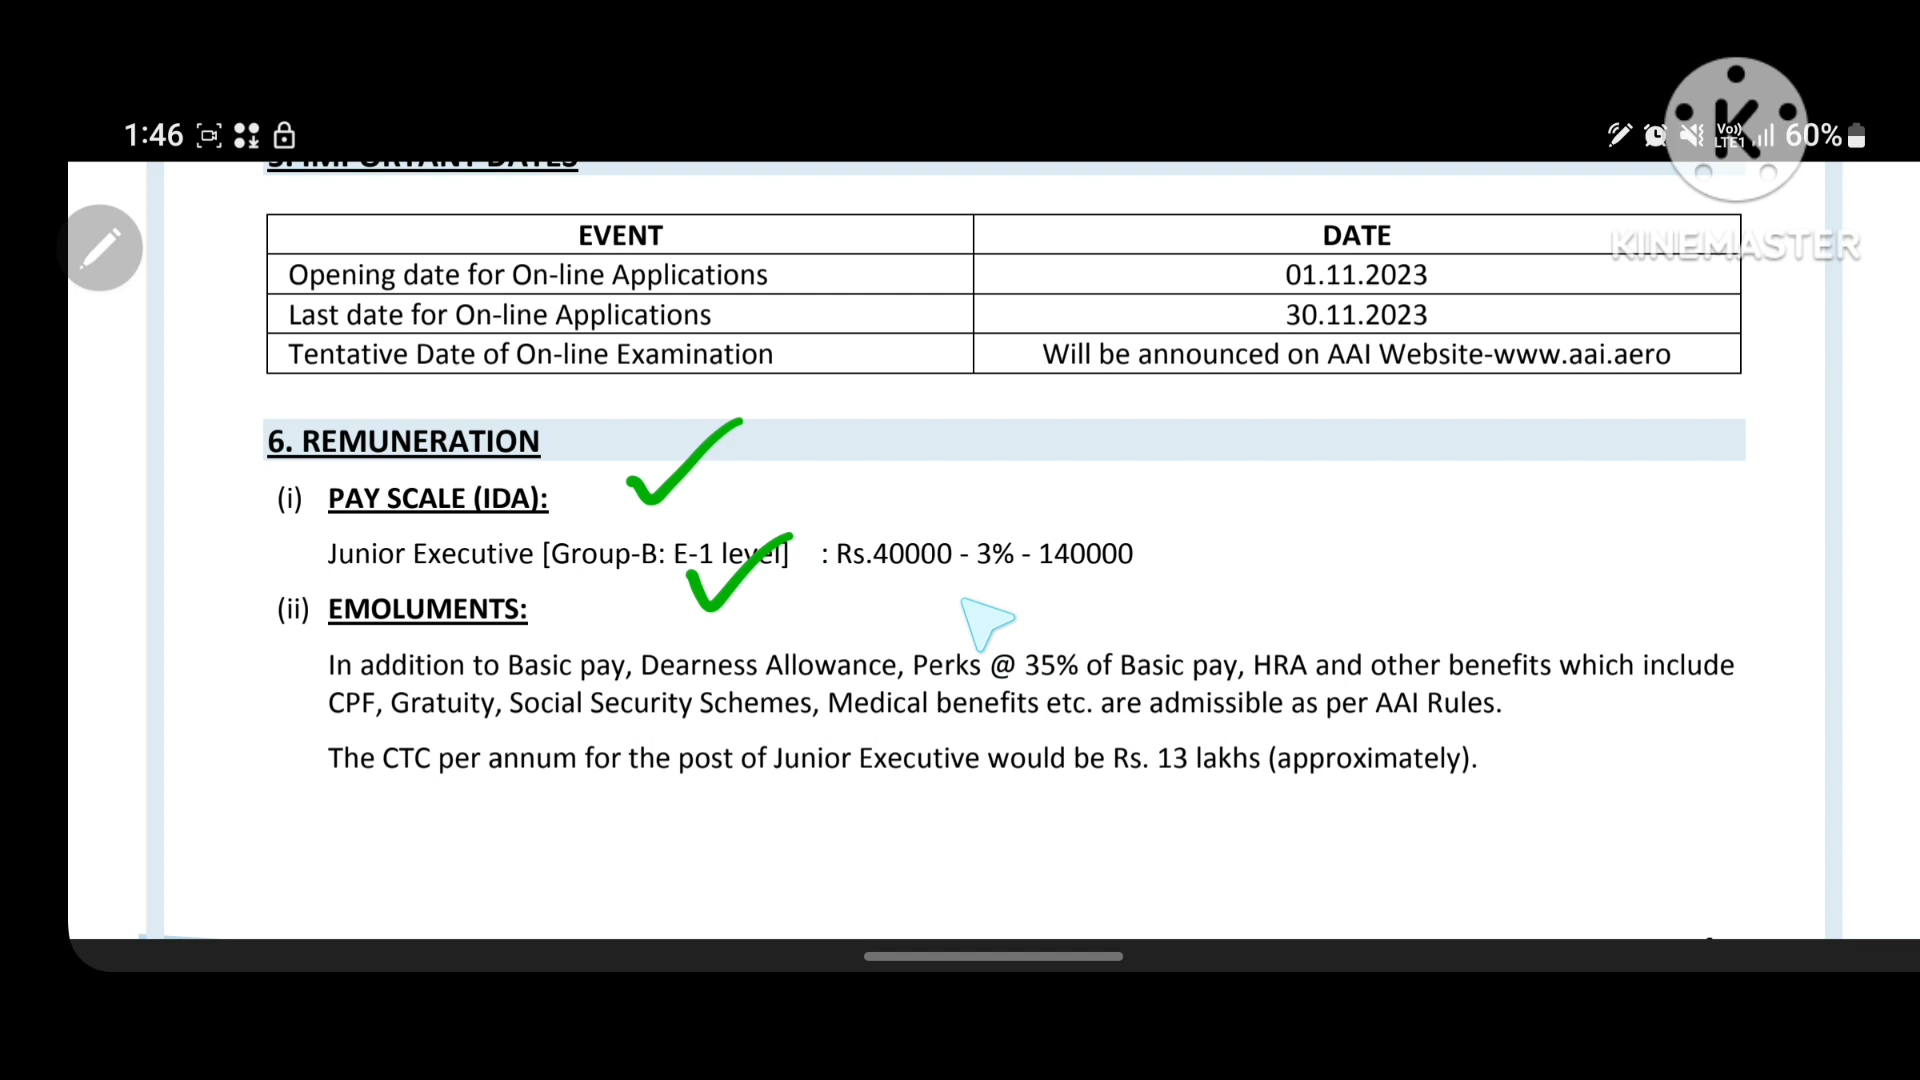 1:46
Vo)) LTE1 60%
5. IMPORTANT DATES
KINEMASTER
EVENT DATE
Opening date for On-line Applications 01.11.2023
Last date for On-line Applications 30.11.2023
Tentative Date of On-line Examination Will be announced on AAI Website-www.aai.aero
6. REMUNERATION
(i) PAY SCALE (IDA):
Junior Executive [Group-B: E-1 level] : Rs.40000 - 3% - 140000
(ii) EMOLUMENTS:
In addition to Basic pay, Dearness Allowance, Perks @ 35% of Basic pay, HRA and other benefits which include
CPF, Gratuity, Social Security Schemes, Medical benefits etc. are admissible as per AAI Rules.
The CTC per annum for the post of Junior Executive would be Rs. 13 lakhs (approximately).